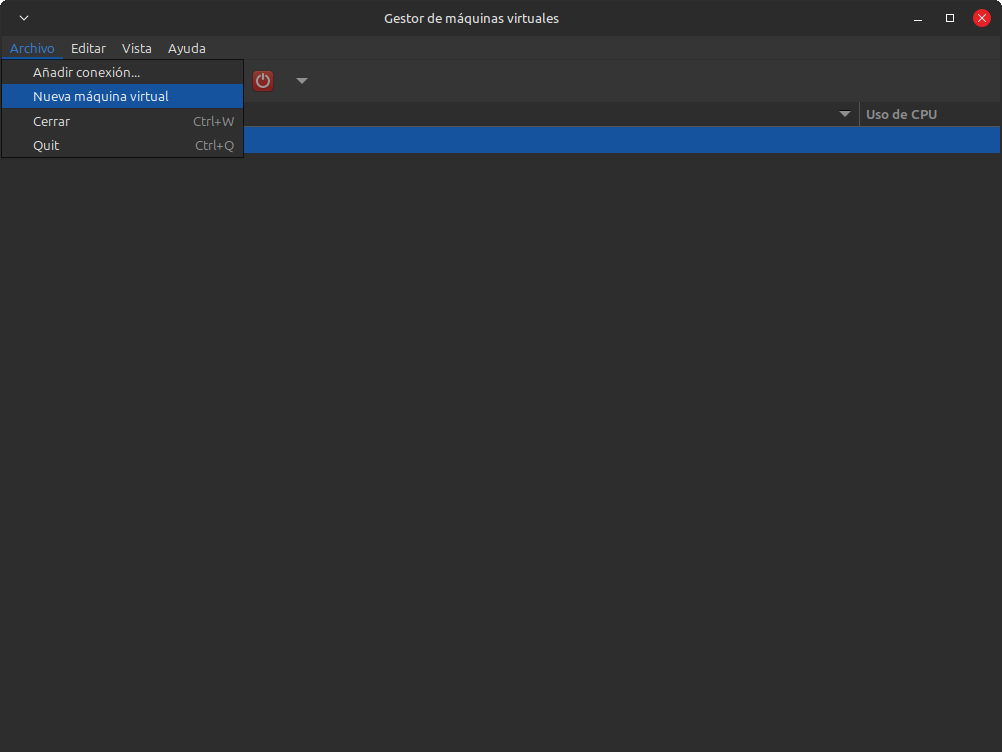 Gestor de máquinas virtuales
Archivo Editar Vista Ayuda
Añadir conexión...
Nueva máquina virtual
Cerrar Ctrl+W
Quit Ctrl+Q
Uso de CPU